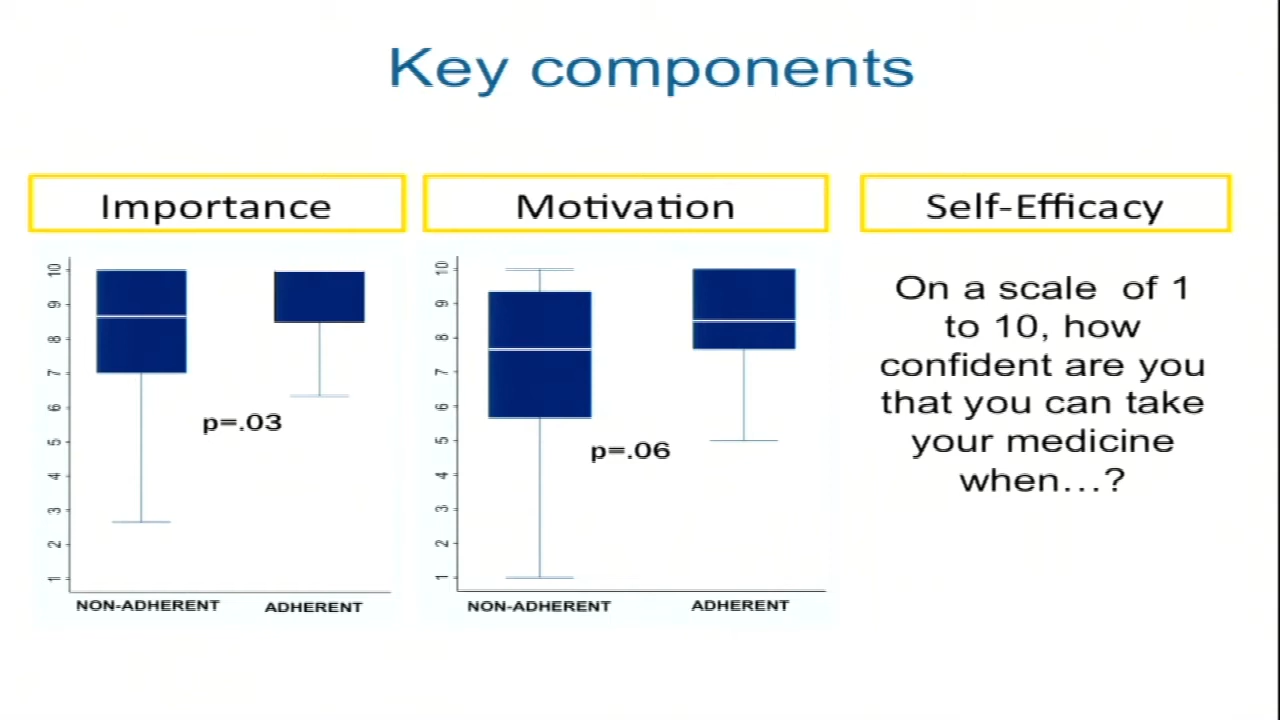 Key components
Importance
Motivation
Self-Efficacy
10
9
8
7
6
5
4
3
2
1
p=.03
NON-ADHERENT
ADHERENT
10
9
8
7
6
5
4
3
2
1
p=.06
NON-ADHERENT
ADHERENT
On a scale of 1
to 10, how
confident are you
that you can take
your medicine
when...?